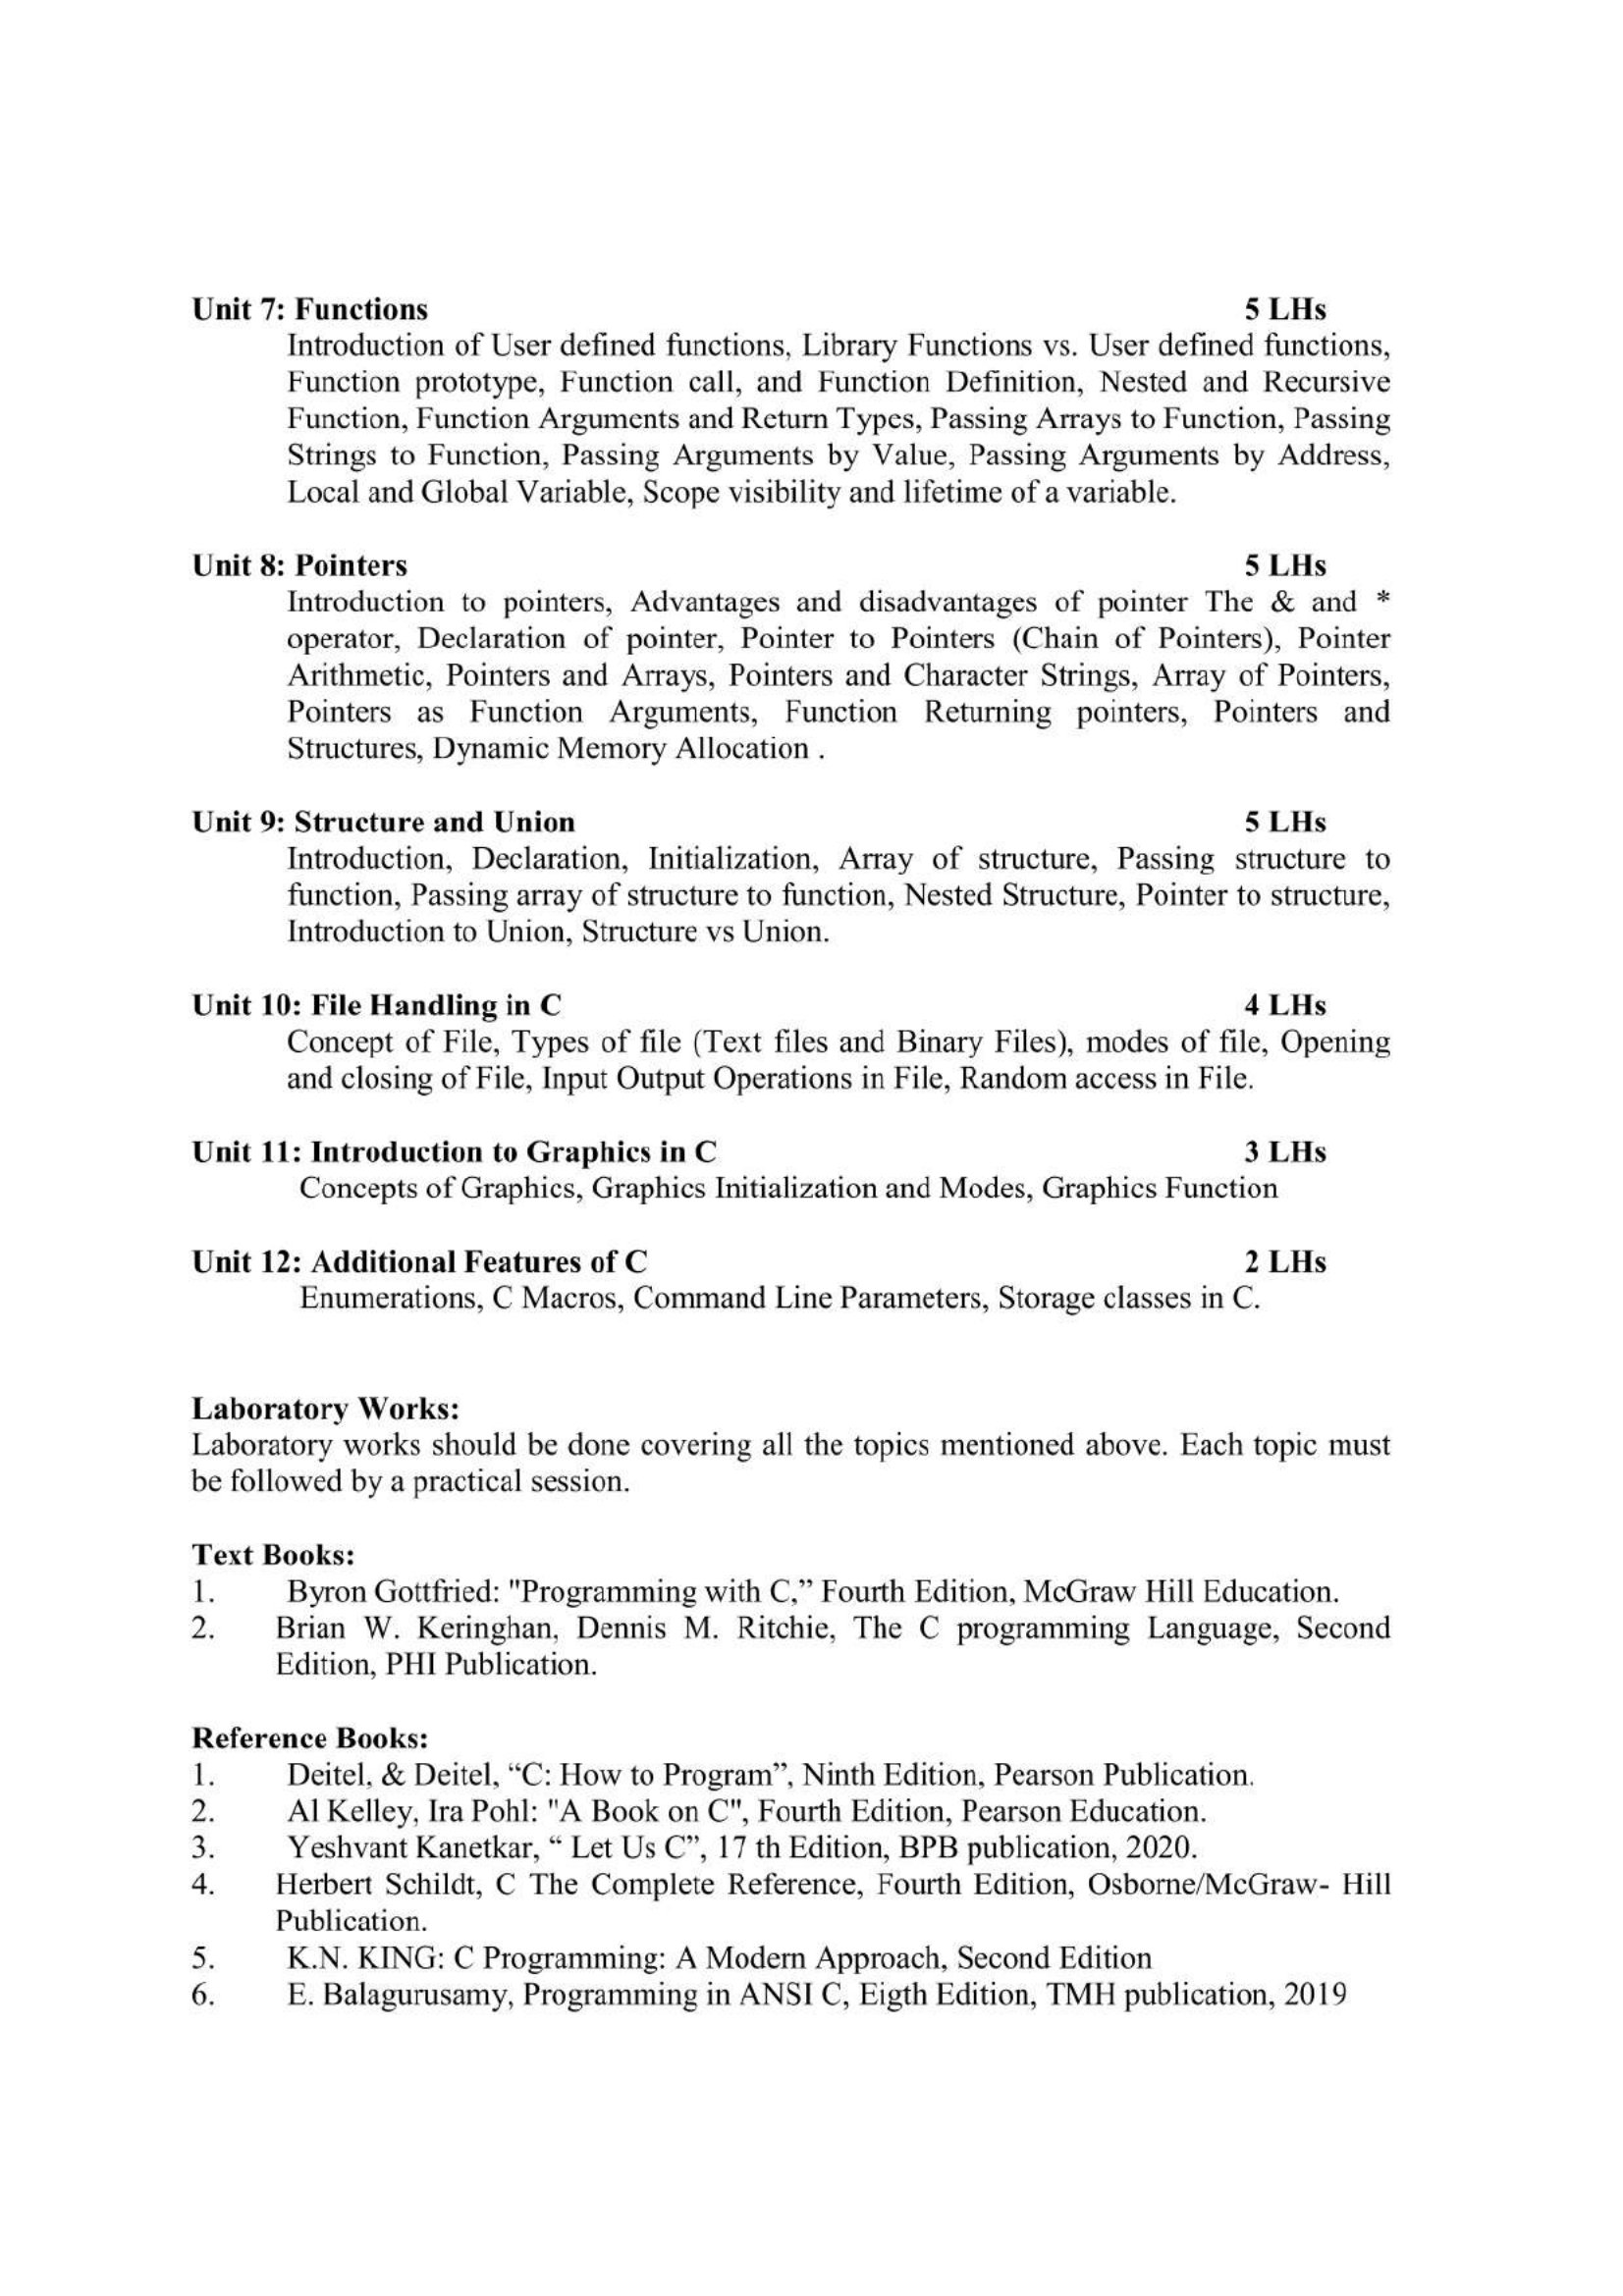 Unit 7: Functions 5 LHs
Introduction of User defined functions, Library Functions vs. User defined functions,
Function prototype, Function call, and Function Definition, Nested and Recursive
Function, Function Arguments and Return Types, Passing Arrays to Function, Passing
Strings to Function, Passing Arguments by Value, Passing Arguments by Address,
Local and Global Variable, Scope visibility and lifetime of a variable.
Unit 8: Pointers 5 LHs
Introduction to pointers, Advantages and disadvantages of pointer The & and *
operator, Declaration of pointer, Pointer to Pointers (Chain of Pointers), Pointer
Arithmetic, Pointers and Arrays, Pointers and Character Strings, Array of Pointers,
Pointers as Function Arguments, Function Returning pointers, Pointers and
Structures, Dynamic Memory Allocation .
Unit 9: Structure and Union 5 LHs
Introduction, Declaration, Initialization, Array of structure, Passing structure to
function, Passing array of structure to function, Nested Structure, Pointer to structure,
Introduction to Union, Structure vs Union.
Unit 10: File Handling in C 4 LHs
Concept of File, Types of file (Text files and Binary Files), modes of file, Opening
and closing of File, Input Output Operations in File, Random access in File.
Unit 11: Introduction to Graphics in C 3 LHs
Concepts of Graphics, Graphics Initialization and Modes, Graphics Function
Unit 12: Additional Features of C 2 LHs
Enumerations, C Macros, Command Line Parameters, Storage classes in C.
Laboratory Works:
Laboratory works should be done covering all the topics mentioned above. Each topic must
be followed by a practical session.
Text Books:
1. Byron Gottfried: "Programming with C,” Fourth Edition, McGraw Hill Education.
2. Brian W. Keringhan, Dennis M. Ritchie, The C programming Language, Second
Edition, PHI Publication.
Reference Books:
1. Deitel, & Deitel, “C: How to Program”, Ninth Edition, Pearson Publication.
2. Al Kelley, Ira Pohl: "A Book on C", Fourth Edition, Pearson Education.
3. Yeshvant Kanetkar, “ Let Us C”, 17 th Edition, BPB publication, 2020.
4. Herbert Schildt, C The Complete Reference, Fourth Edition, Osborne/McGraw- Hill
Publication.
5. K.N. KING: C Programming: A Modern Approach, Second Edition
6. E. Balagurusamy, Programming in ANSI C, Eigth Edition, TMH publication, 2019